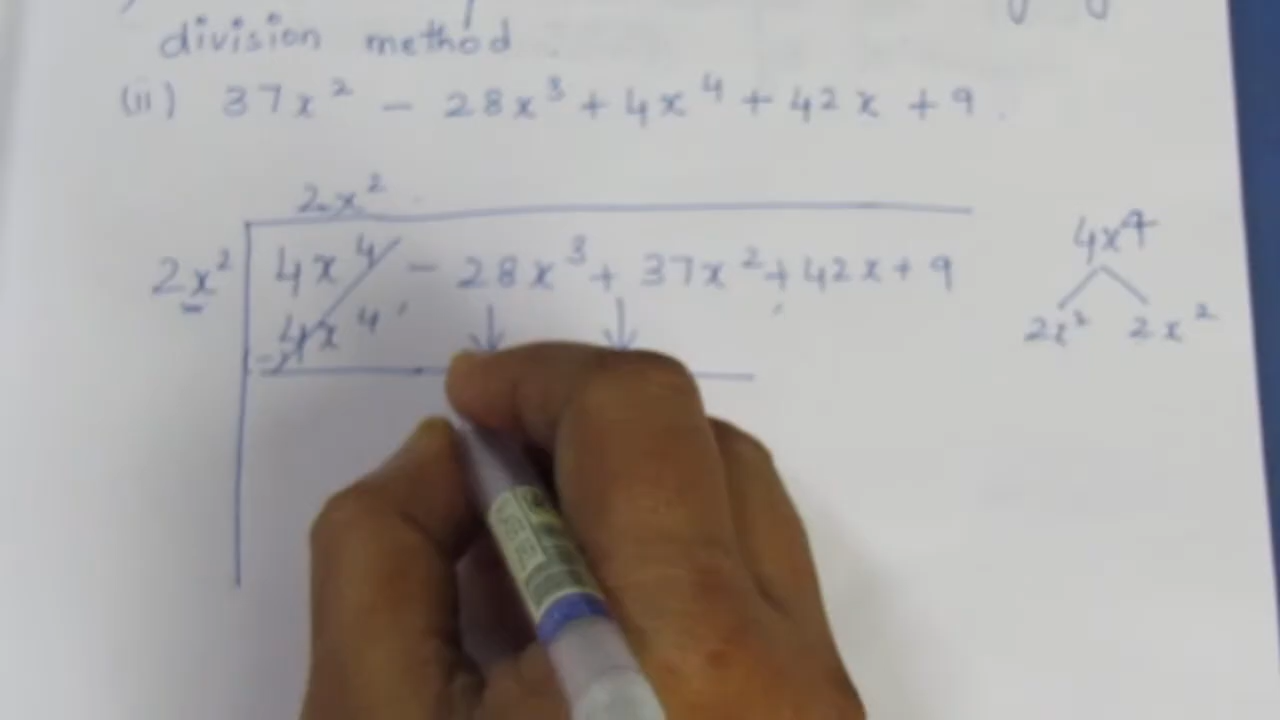 division method
(ii) 37x² - 28x³ + 4x⁴ + 42x + 9
2x²
2x² 4x⁴ - 28x³ + 37x² + 42x + 9
- 4x⁴
4x⁴
2x² 2x²